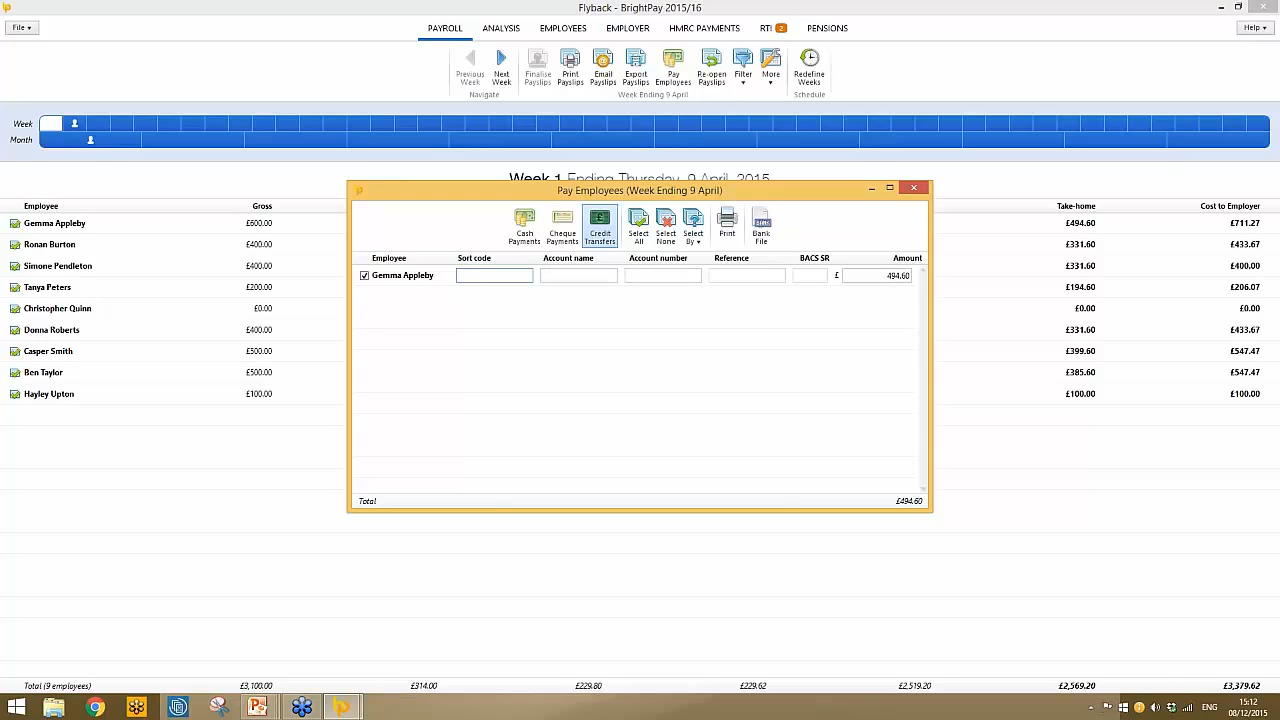 Flyback - BrightPay 2015/16
File
PAYROLL ANALYSIS EMPLOYEES EMPLOYER HMRC PAYMENTS RTI 2 PENSIONS
Help
Previous Week
Next Week
Finalise Payslips
Print Payslips
Email Payslips
Export Payslips
Pay Employees
Re-open Payslips
Filter
More
Redefine Weeks
Navigate
Week Ending 9 April
Schedule
Week
Month
Week 1 Ending Thursday, 9 April, 2015
Employee Gross Take-home Cost to Employer
Gemma Appleby £600.00 £494.60 £711.27
Ronan Burton £400.00 £331.60 £433.67
Simone Pendleton £400.00 £331.60 £400.00
Tanya Peters £200.00 £194.60 £206.07
Christopher Quinn £0.00 £0.00 £0.00
Donna Roberts £400.00 £331.60 £433.67
Casper Smith £500.00 £399.60 £547.47
Ben Taylor £500.00 £385.60 £547.47
Hayley Upton £100.00 £100.00 £100.00
Pay Employees (Week Ending 9 April)
Cash Payments
Cheque Payments
Credit Transfers
Select All
Select None
Select By
Print
Bank File
Employee Sort code Account name Account number Reference BACS SR Amount
Gemma Appleby £ 494.60
Total £494.60
Total (9 employees) £3,100.00 £314.00 £229.80 £229.62 £2,519.20 £2,569.20 £3,379.62
ENG
15:12
08/12/2015